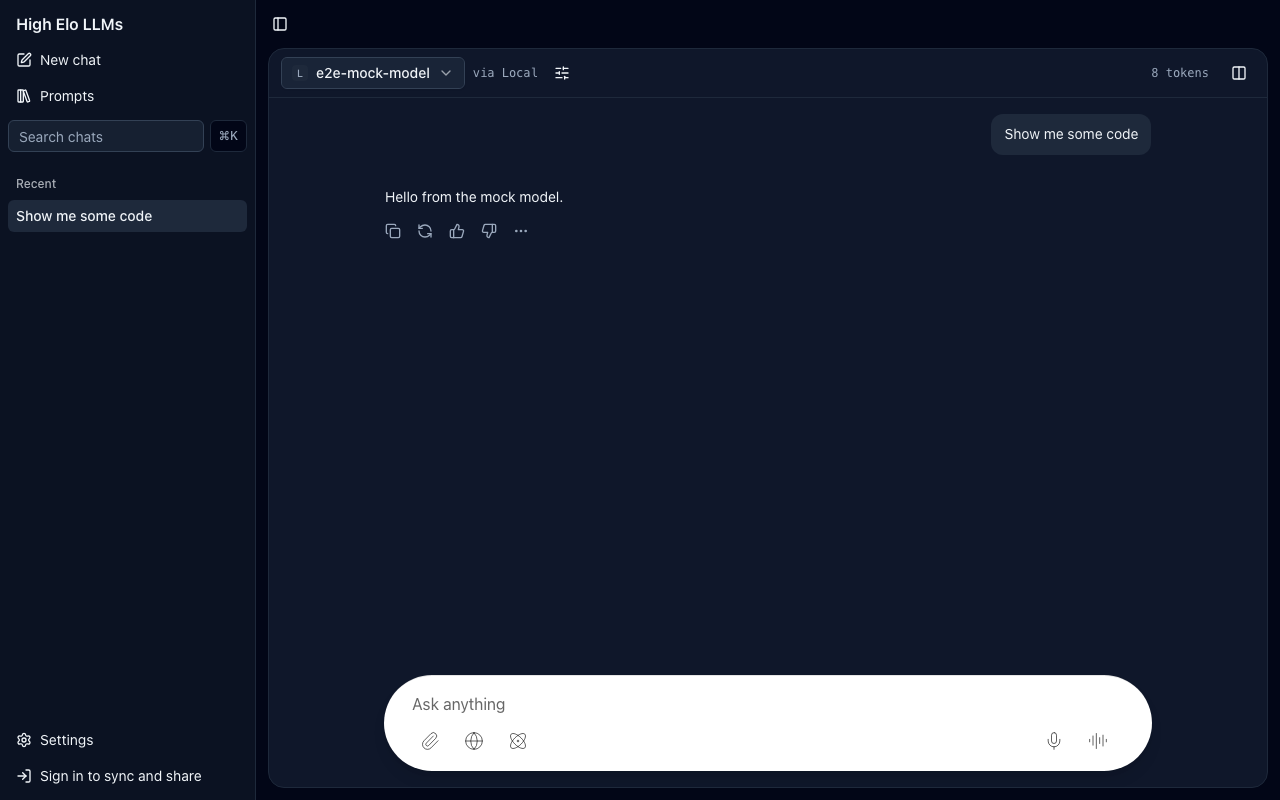 High Elo LLMs
New chat
Prompts
Search chats
⌘K
Recent
Show me some code
Settings
Sign in to sync and share
L
e2e-mock-model
via Local
8 tokens
Show me some code
Hello from the mock model.
Ask anything